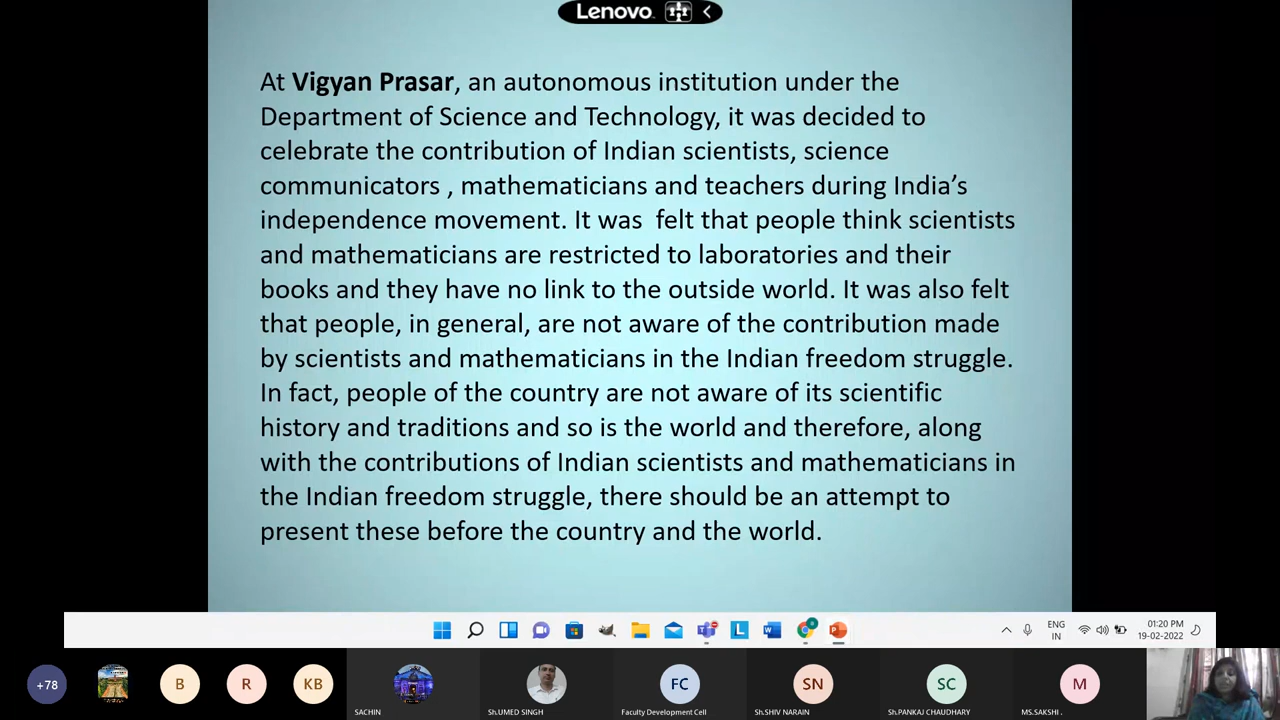 Lenovo
At Vigyan Prasar, an autonomous institution under the
Department of Science and Technology, it was decided to
celebrate the contribution of Indian scientists, science
communicators , mathematicians and teachers during India’s
independence movement. It was  felt that people think scientists
and mathematicians are restricted to laboratories and their
books and they have no link to the outside world. It was also felt
that people, in general, are not aware of the contribution made
by scientists and mathematicians in the Indian freedom struggle.
In fact, people of the country are not aware of its scientific
history and traditions and so is the world and therefore, along
with the contributions of Indian scientists and mathematicians in
the Indian freedom struggle, there should be an attempt to
present these before the country and the world.
L
ENG
IN
01:20 PM
19-02-2022
+78
B
R
KB
FC
SN
SC
M
SACHIN
Sh.UMED SINGH
Faculty Development Cell
Sh.SHIV NARAIN
Sh.PANKAJ CHAUDHARY
MS.SAKSHI .